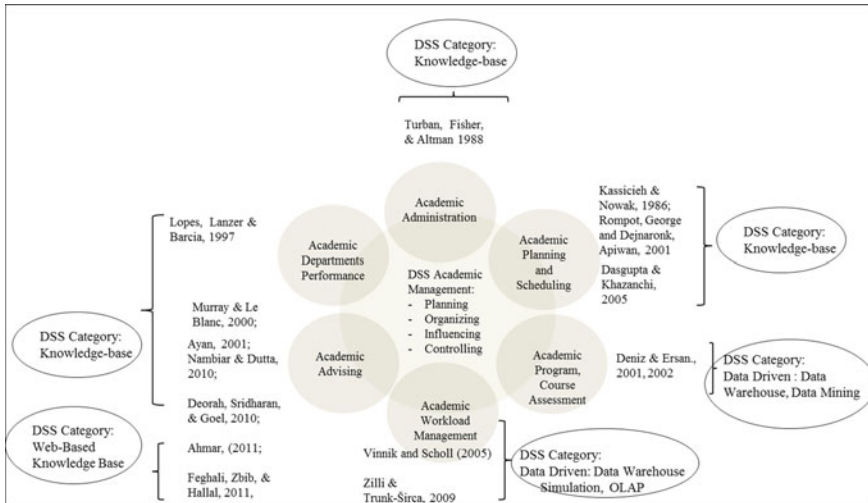 DSS Category:
Knowledge-base
Turban, Fisher,
& Altman 1988
Academic
Administration
Kassicieh &
Nowak, 1986;
Rompot, George
and Dejnaronk,
Apiwan, 2001
Dasgupta &
Khazanchi,
2005
DSS Category:
Knowledge-base
Academic
Planning
and
Scheduling
Lopes, Lanzer &
Barcia, 1997
Academic
Departments
Performance
DSS Academic
Management:
- Planning
- Organizing
- Influencing
- Controlling
Murray & Le
Blanc, 2000;
Ayan, 2001;
Nambiar & Dutta,
2010;
Deorah, Sridharan,
& Goel, 2010;
DSS Category:
Knowledge-base
Academic
Advising
Academic
Program,
Course
Assessment
Deniz & Ersan.,
2001, 2002
DSS Category:
Data Driven : Data
Warehouse, Data Mining
Academic
Workload
Management
DSS Category:
Web-Based
Knowledge Base
Ahmar, (2011;
Feghali, Zbib, &
Hallal, 2011,
Vinnik and Scholl (2005)
Zilli &
Trunk-Širca, 2009
DSS Category:
Data Driven: Data Warehouse
Simulation, OLAP